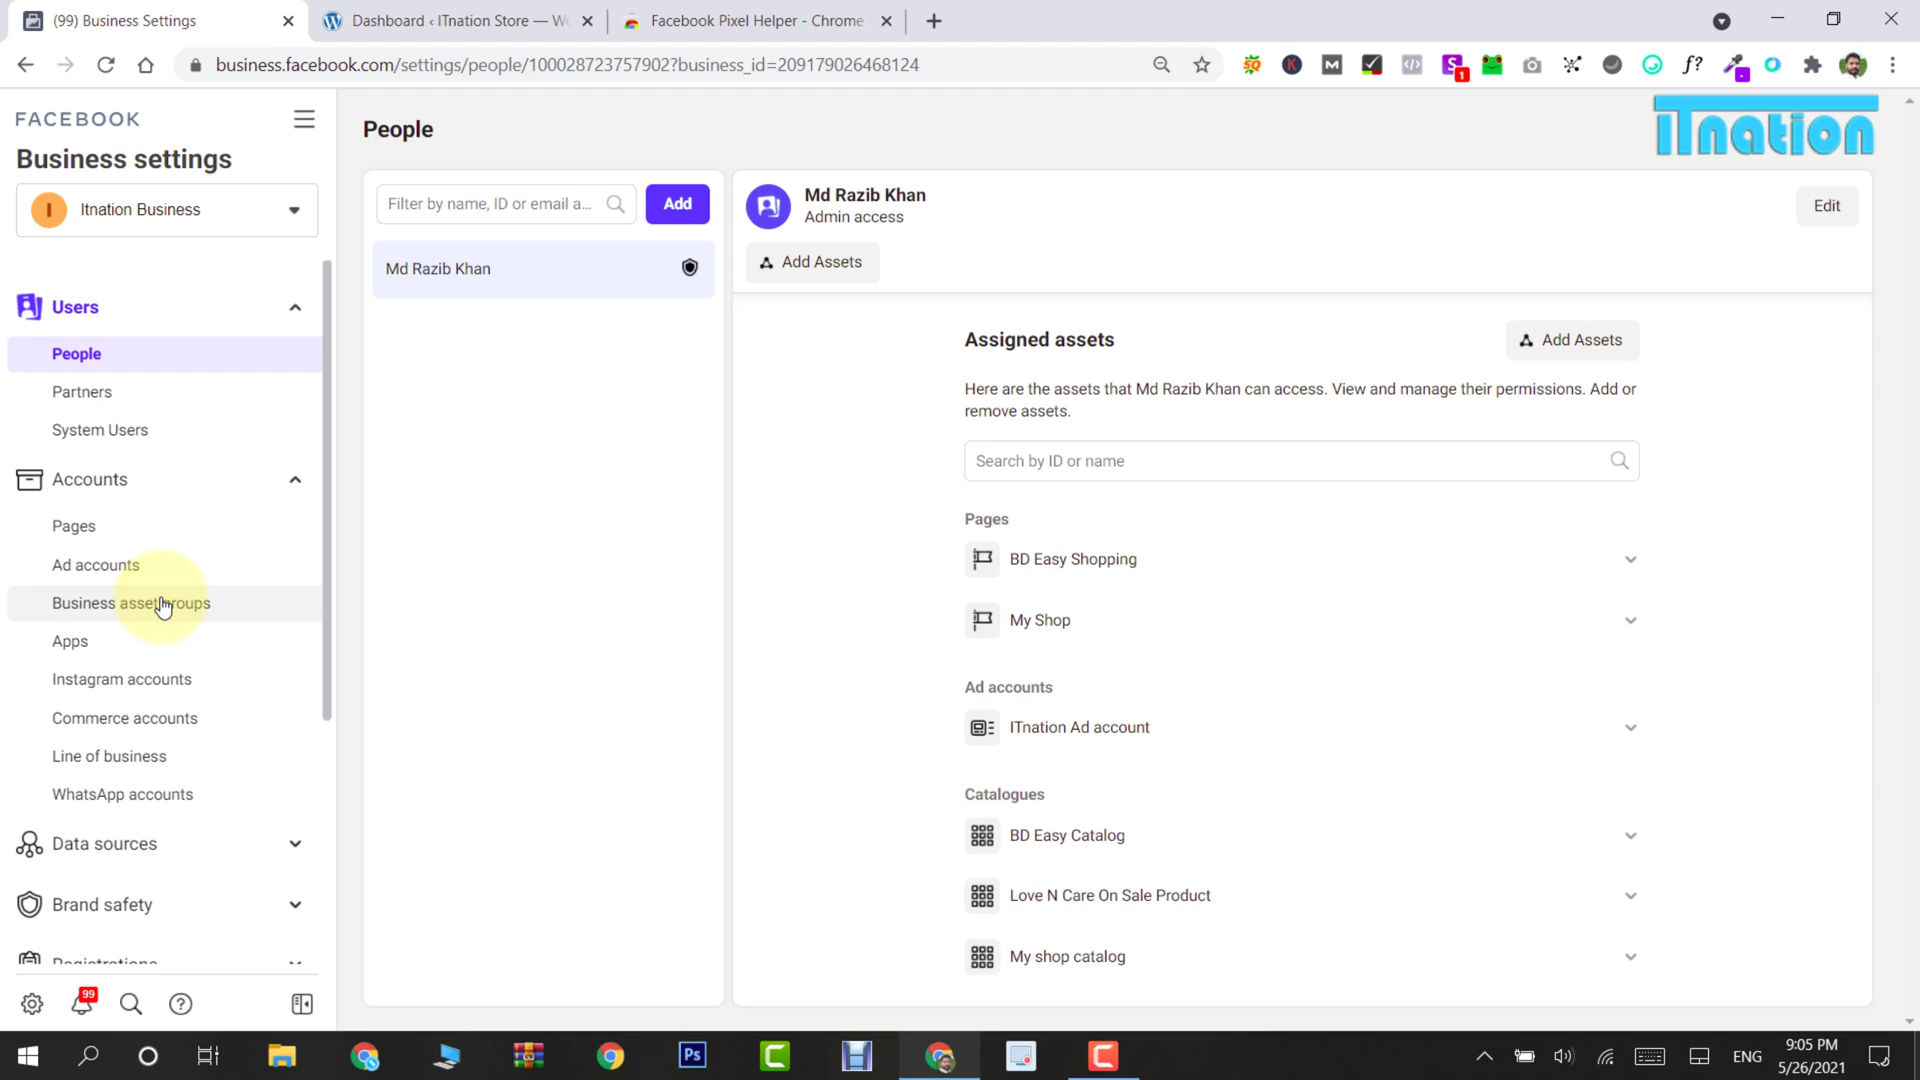 (99) Business Settings
Dashboard ‹ ITnation Store — Wo
Facebook Pixel Helper - Chrome
business.facebook.com/settings/people/100028723757902?business_id=209179026468124
1
f?
FACEBOOK
Business settings
I
Itnation Business
Users
People
Partners
System Users
Accounts
Pages
Ad accounts
Business asset groups
Apps
Instagram accounts
Commerce accounts
Line of business
WhatsApp accounts
Data sources
Brand safety
Registrations
99
People
Filter by name, ID or email a...
Add
Md Razib Khan
ITnation
Md Razib Khan
Admin access
Edit
Add Assets
Assigned assets
Add Assets
Here are the assets that Md Razib Khan can access. View and manage their permissions. Add or
remove assets.
Search by ID or name
Pages
BD Easy Shopping
My Shop
Ad accounts
ITnation Ad account
Catalogues
BD Easy Catalog
Love N Care On Sale Product
My shop catalog
Ps
ENG
9:05 PM
5/26/2021